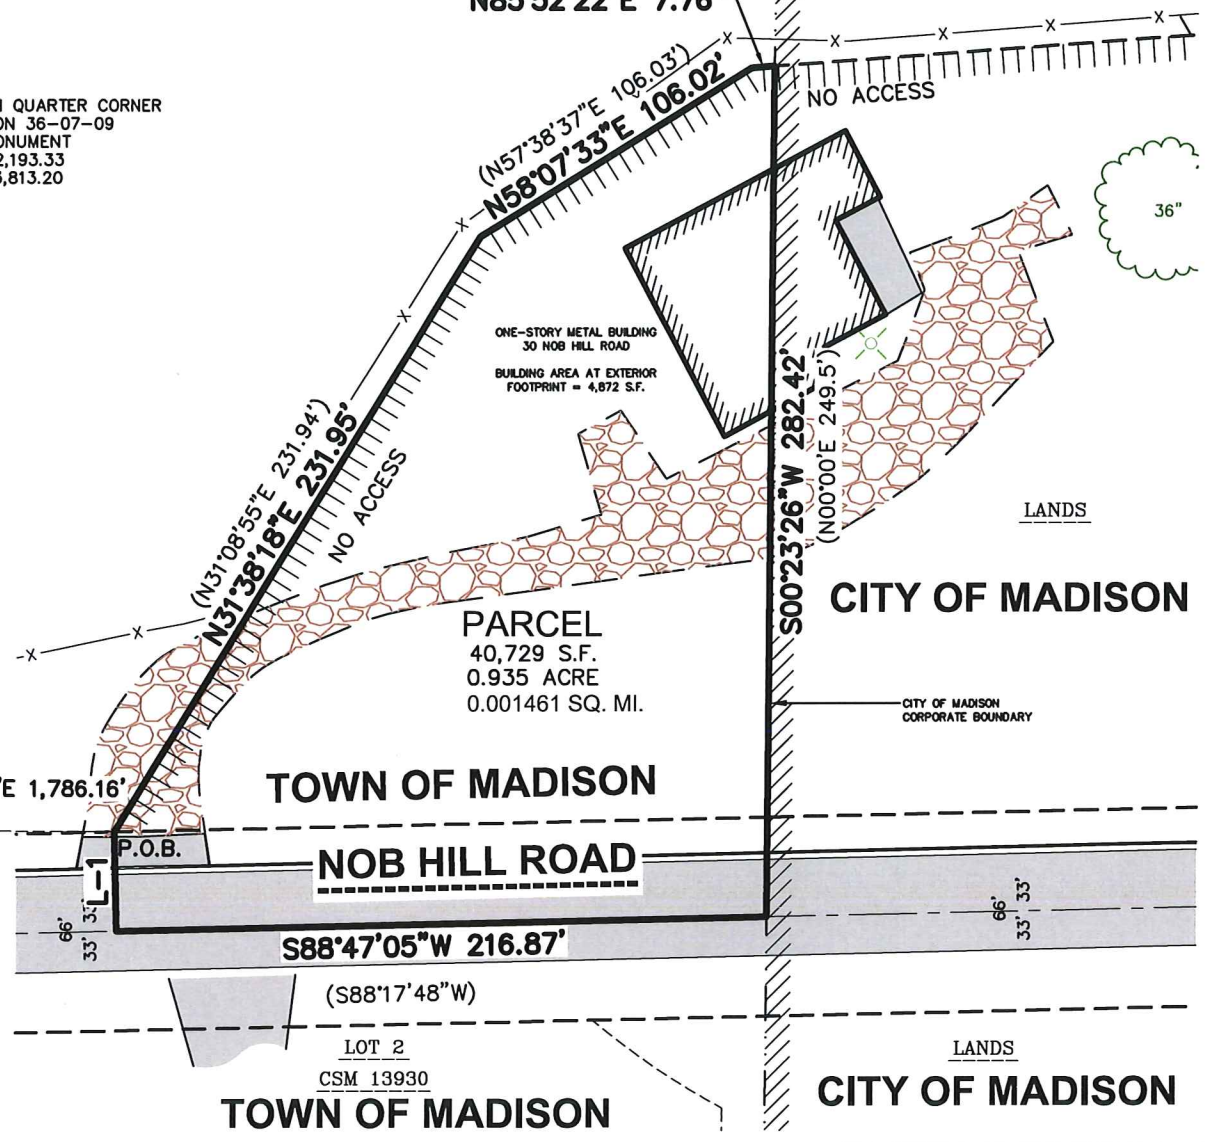 N85°52'22"E 7.76'
QUARTER CORNER
ON 36-07-09
MONUMENT
2,193.33
,813.20
(N57°38'37"E 106.03')
N58°07'33"E 106.02'
NO ACCESS
36"
ONE-STORY METAL BUILDING
30 NOB HILL ROAD
BUILDING AREA AT EXTERIOR
FOOTPRINT = 4,872 S.F.
(N31°08'55"E 231.94')
N31°38'18"E 231.95'
NO ACCESS
S00°23'26"W 282.42'
(N00°00'E 249.5')
LANDS
CITY OF MADISON
PARCEL
40,729 S.F.
0.935 ACRE
0.001461 SQ. MI.
CITY OF MADISON
CORPORATE BOUNDARY
'E 1,786.16'
TOWN OF MADISON
P.O.B.
L-1
NOB HILL ROAD
66'
33'
33'
66'
33'
33'
S88°47'05"W 216.87'
(S88°17'48"W)
LOT 2
CSM 13930
TOWN OF MADISON
LANDS
CITY OF MADISON